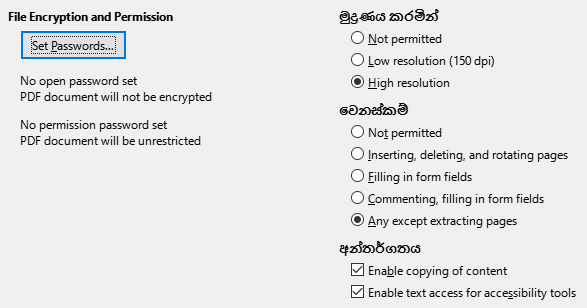 File Encryption and Permission
Set Passwords...
No open password set
PDF document will not be encrypted
No permission password set
PDF document will be unrestricted
මුද්‍රණය කරමින්
Not permitted
Low resolution (150 dpi)
High resolution
වෙනස්කම්
Not permitted
Inserting, deleting, and rotating pages
Filling in form fields
Commenting, filling in form fields
Any except extracting pages
අන්තර්ගතය
Enable copying of content
Enable text access for accessibility tools